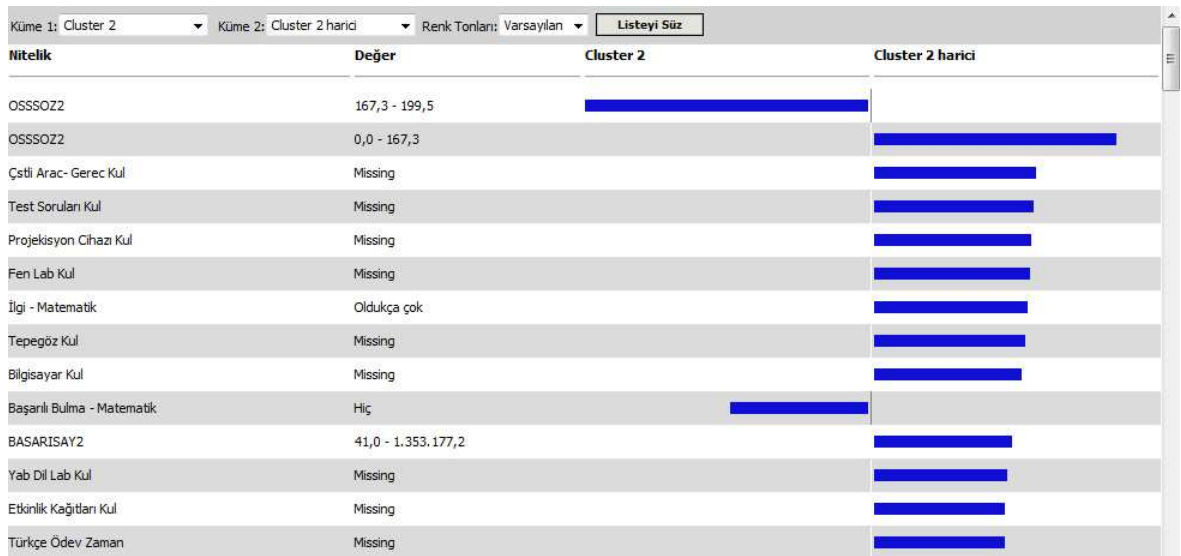 Küme 1: Cluster 2 Küme 2: Cluster 2 harici Renk Tonları: Varsayılan Listeyi Süz
Nitelik Değer Cluster 2 Cluster 2 harici
OSSSOZ2 167,3 - 199,5
OSSSOZ2 0,0 - 167,3
Çstli Arac- Gerec Kul Missing
Test Soruları Kul Missing
Projekisyon Cihazı Kul Missing
Fen Lab Kul Missing
İlgi - Matematik Oldukça çok
Tepegöz Kul Missing
Bilgisayar Kul Missing
Başarılı Bulma - Matematik Hiç
BASARISAY2 41,0 - 1.353.177,2
Yab Dil Lab Kul Missing
Etkinlik Kağıtları Kul Missing
Türkçe Ödev Zaman Missing